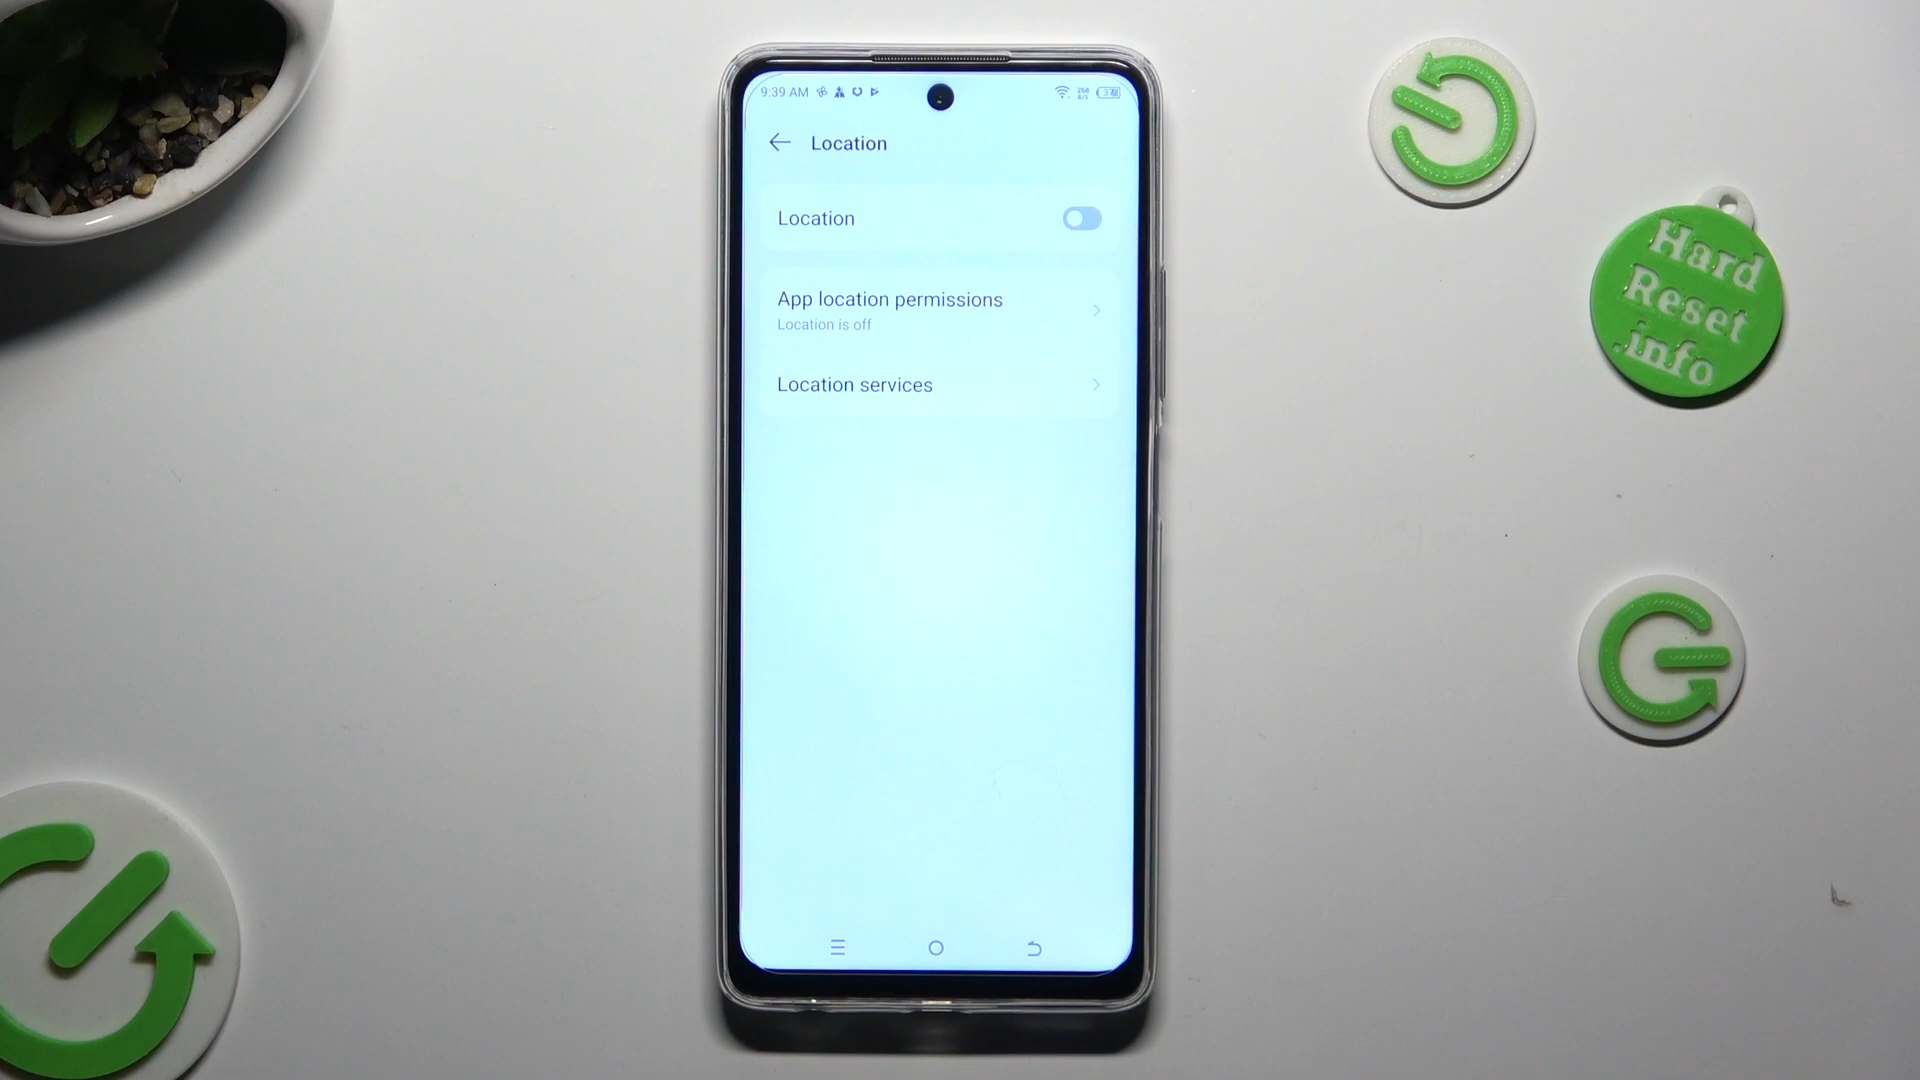 9:39 AM
Location
Location
App location permissions
Location is off
Location services
Hard
Reset
.info